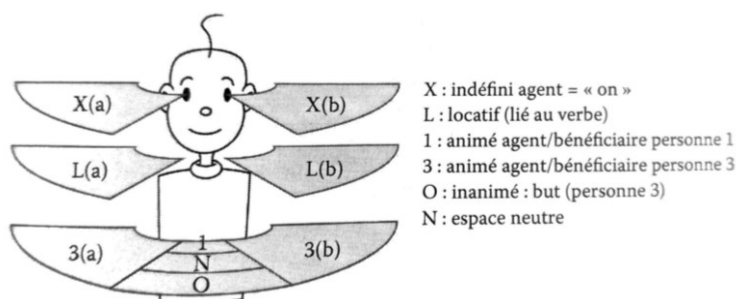 X(a)
X(b)
L(a)
L(b)
3(a)
1
N
O
3(b)
X : indéfini agent = « on »
L : locatif (lié au verbe)
1 : animé agent/bénéficiaire personne 1
3 : animé agent/bénéficiaire personne 3
O : inanimé : but (personne 3)
N : espace neutre